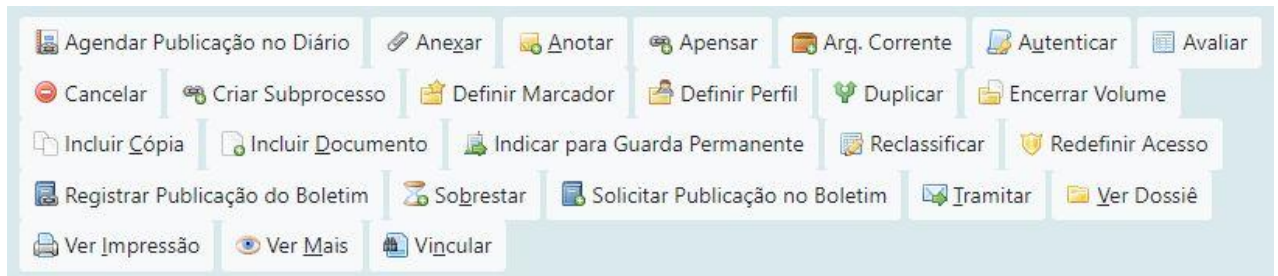 Agendar Publicação no Diário Anexar Anotar Apensar Arq. Corrente Autenticar Avaliar
Cancelar Criar Subprocesso Definir Marcador Definir Perfil Duplicar Encerrar Volume
Incluir Cópia Incluir Documento Indicar para Guarda Permanente Reclassificar Redefinir Acesso
Registrar Publicação do Boletim Sobrestar Solicitar Publicação no Boletim Tramitar Ver Dossiê
Ver Impressão Ver Mais Vincular